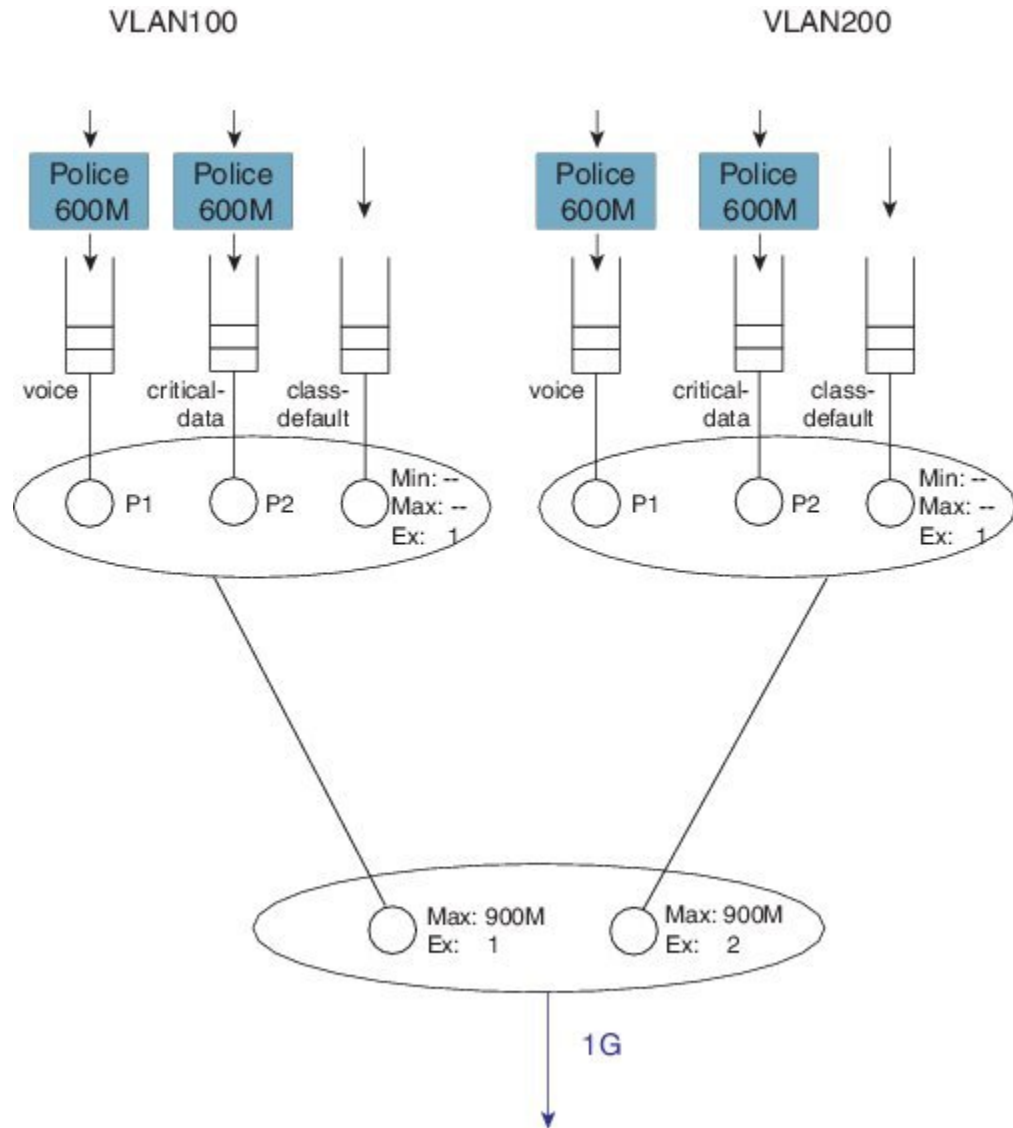 VLAN100
VLAN200
Police
600M
Police
600M
Police
600M
Police
600M
voice
critical-
data
class-
default
voice
critical-
data
class-
default
P1
P2
Min: --
Max: --
Ex: 1
P1
P2
Min: --
Max: --
Ex: 1
Max: 900M
Ex: 1
Max: 900M
Ex: 2
1G